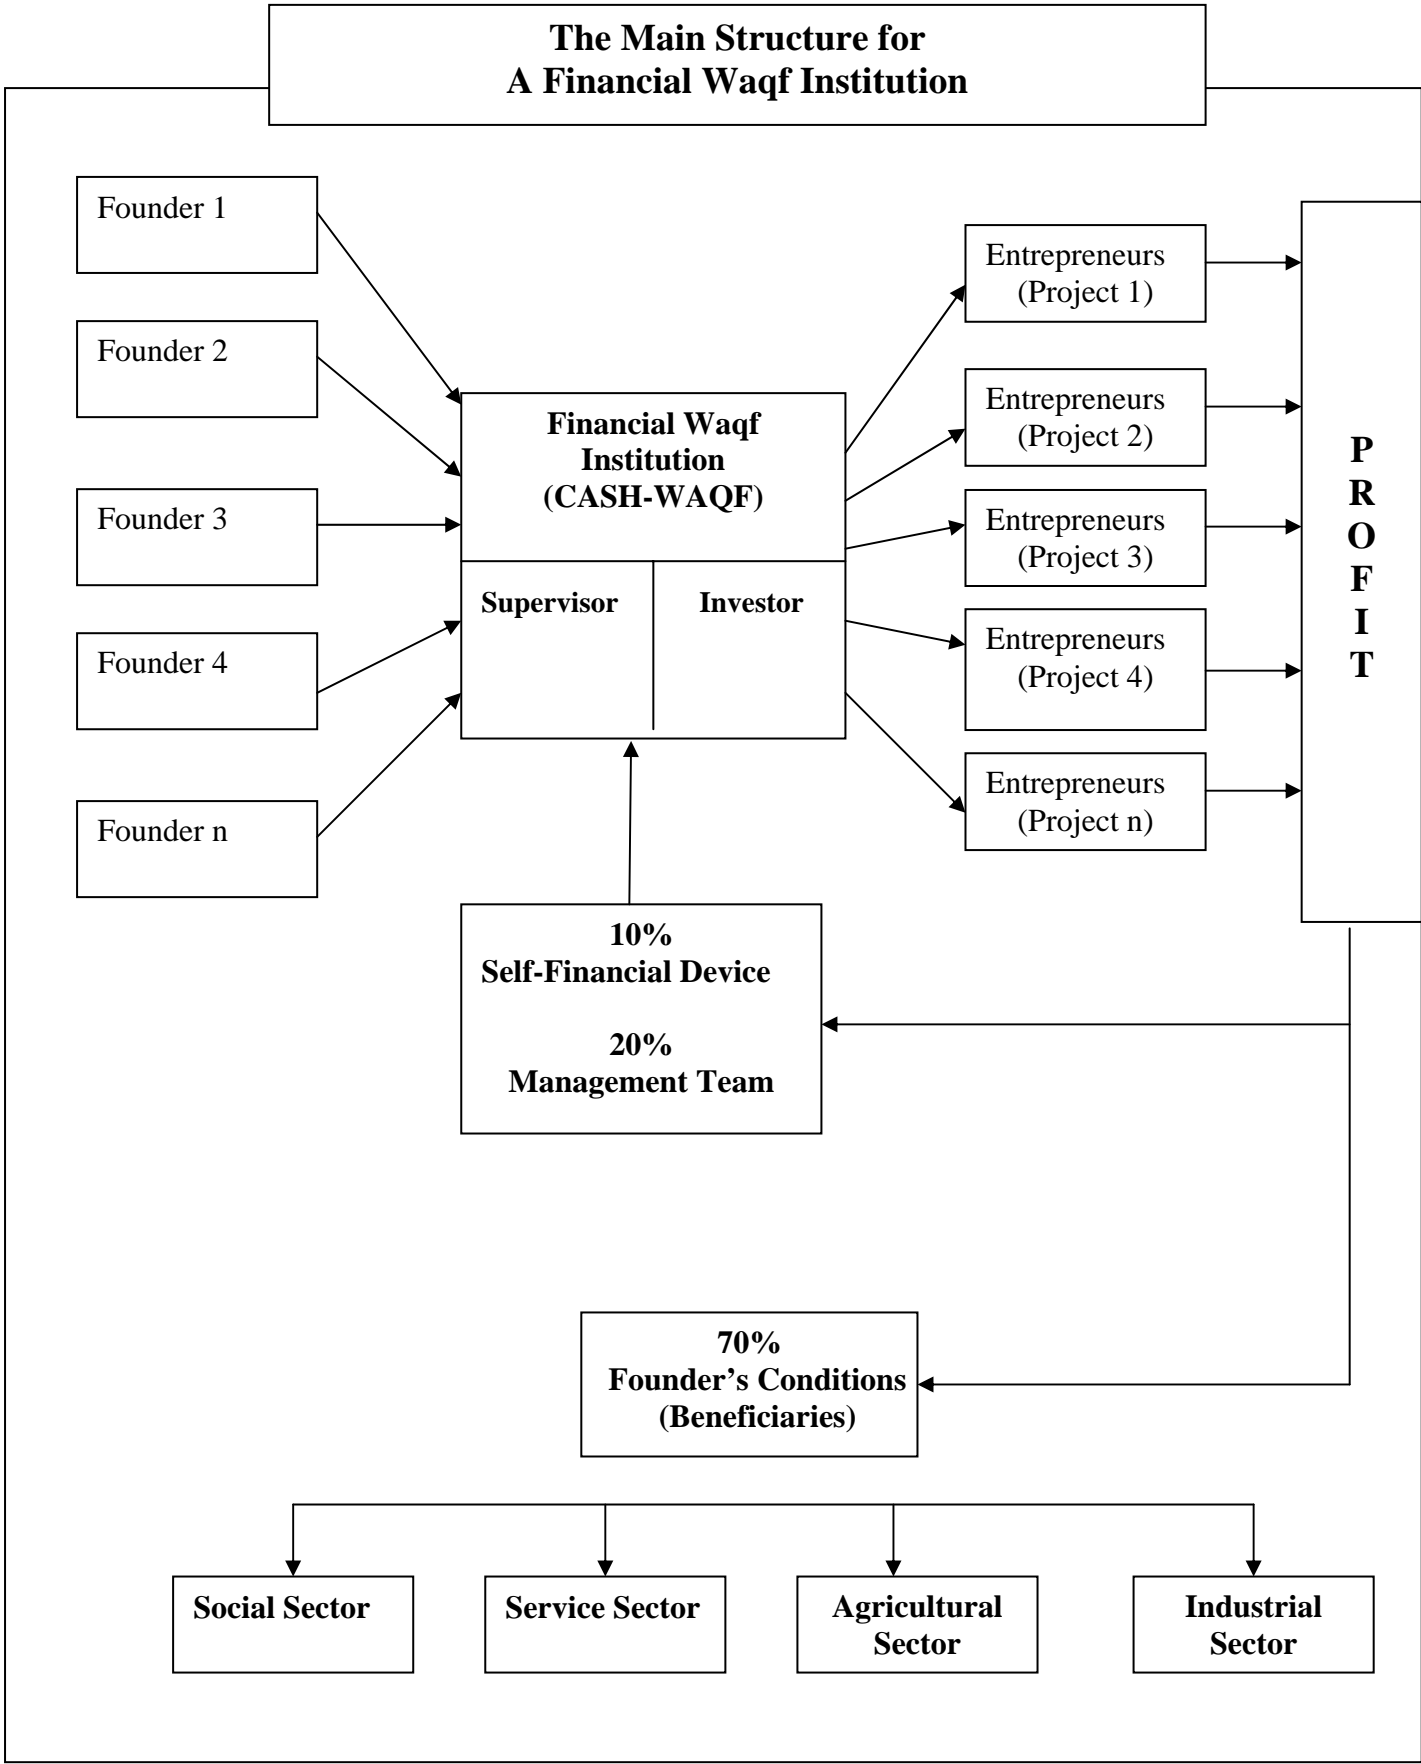 The Main Structure for
A Financial Waqf Institution
Founder 1
Founder 2
Founder 3
Founder 4
Founder n
Financial Waqf
Institution
(CASH-WAQF)
Supervisor
Investor
Entrepreneurs
(Project 1)
Entrepreneurs
(Project 2)
Entrepreneurs
(Project 3)
Entrepreneurs
(Project 4)
Entrepreneurs
(Project n)
P
R
O
F
I
T
10%
Self-Financial Device
20%
Management Team
70%
Founder’s Conditions
(Beneficiaries)
Social Sector
Service Sector
Agricultural
Sector
Industrial
Sector